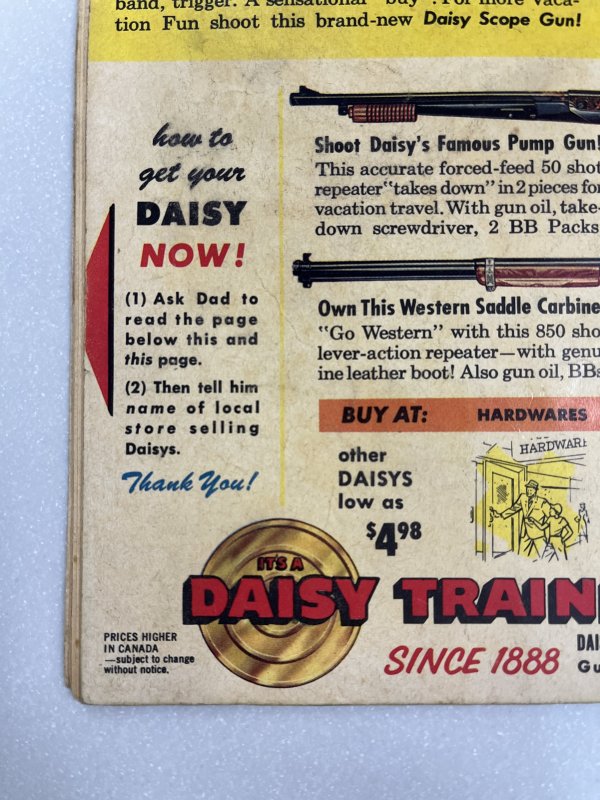 band, trigger. A sensational "buy". For more vaca-
tion Fun shoot this brand-new Daisy Scope Gun!
how to
get your
DAISY
NOW!
(1) Ask Dad to
read the page
below this and
this page.
(2) Then tell him
name of local
store selling
Daisys.
Thank You!
Shoot Daisy's Famous Pump Gun!
This accurate forced-feed 50 shot
repeater "takes down" in 2 pieces for
vacation travel. With gun oil, take-
down screwdriver, 2 BB Packs
Own This Western Saddle Carbine
"Go Western" with this 850 sho
lever-action repeater—with genu
ine leather boot! Also gun oil, BBs
BUY AT: HARDWARES
other
DAISYS
low as
$4.98
HARDWARE
IT'S A
DAISY TRAIN
SINCE 1888
DAI
Gu
PRICES HIGHER
IN CANADA
—subject to change
without notice.